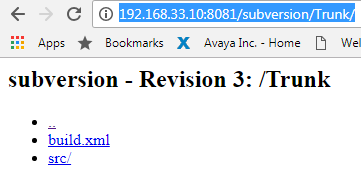 192.168.33.10:8081/subversion/Trunk/
Apps Bookmarks Avaya Inc. - Home Wel
subversion - Revision 3: /Trunk
..
build.xml
src/